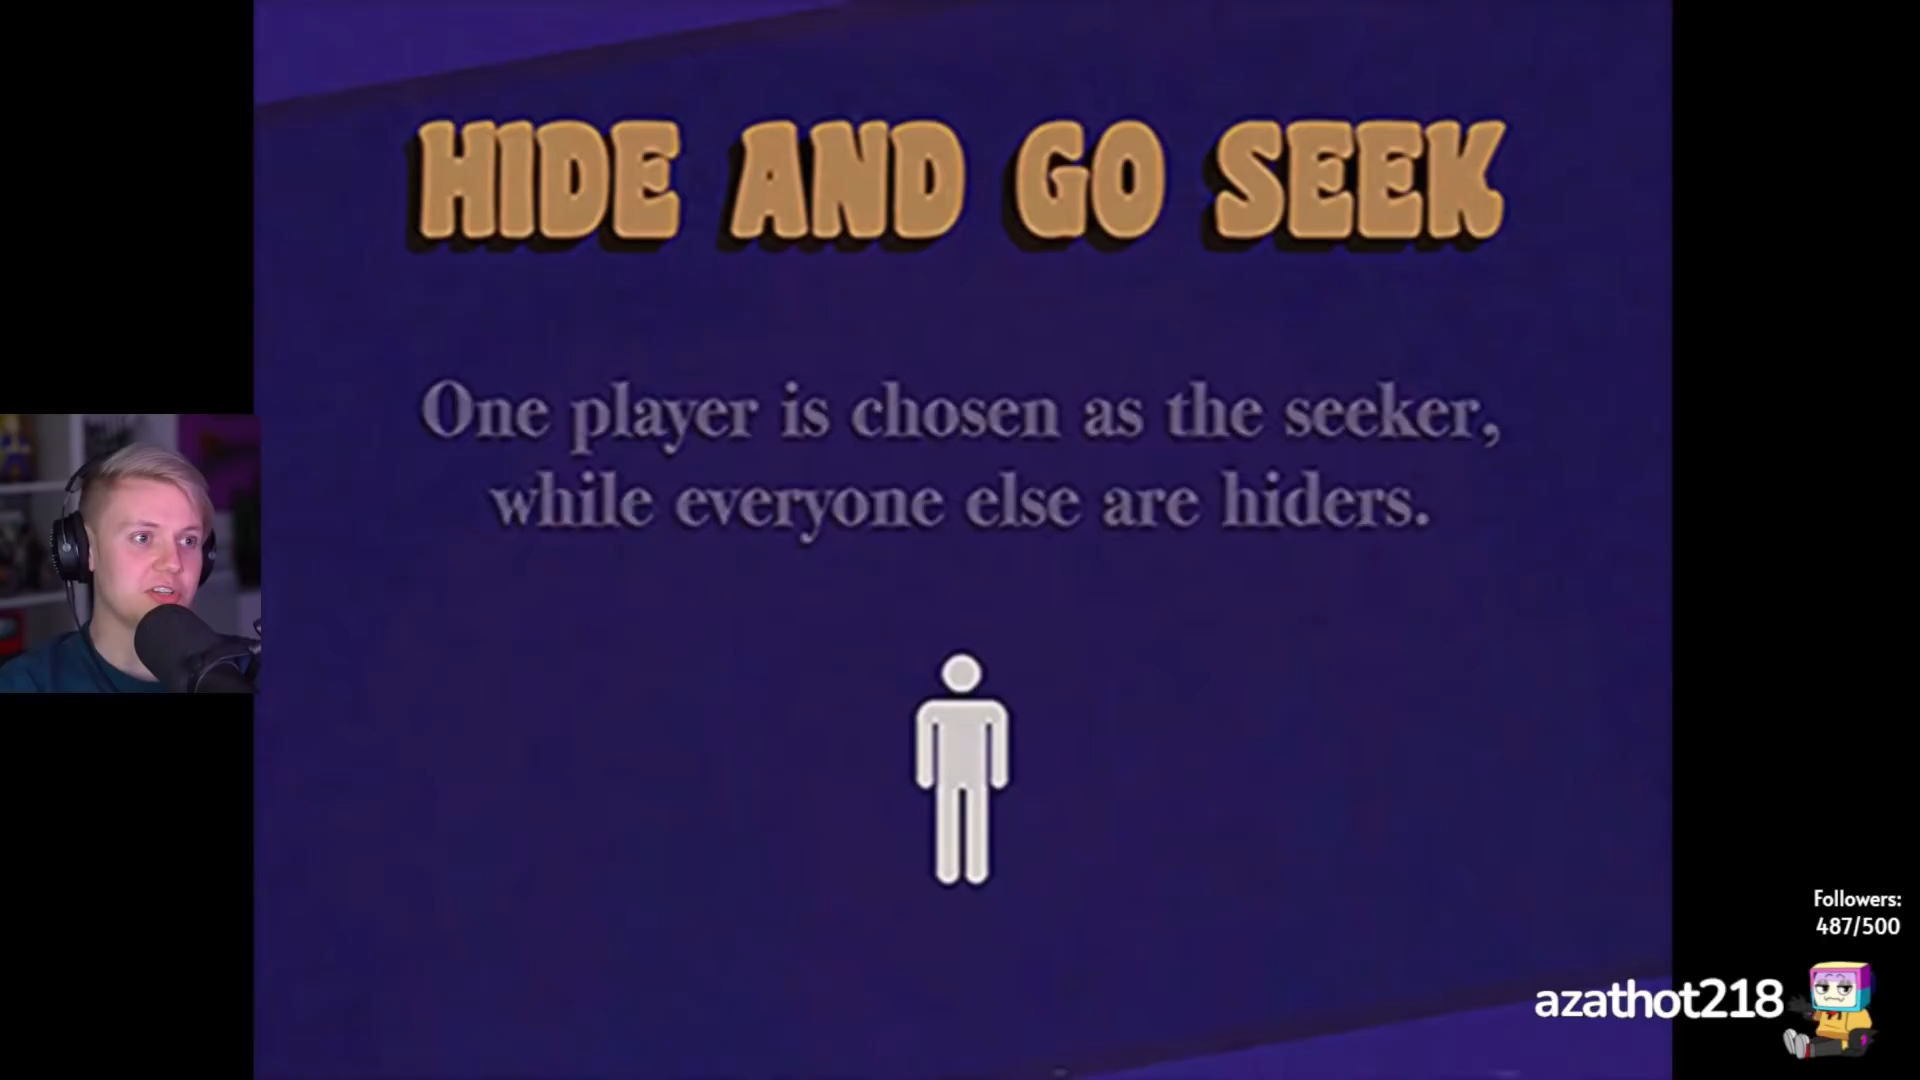 HIDE AND GO SEEK
One player is chosen as the seeker,
while everyone else are hiders.
Followers:
487/500
azathot218